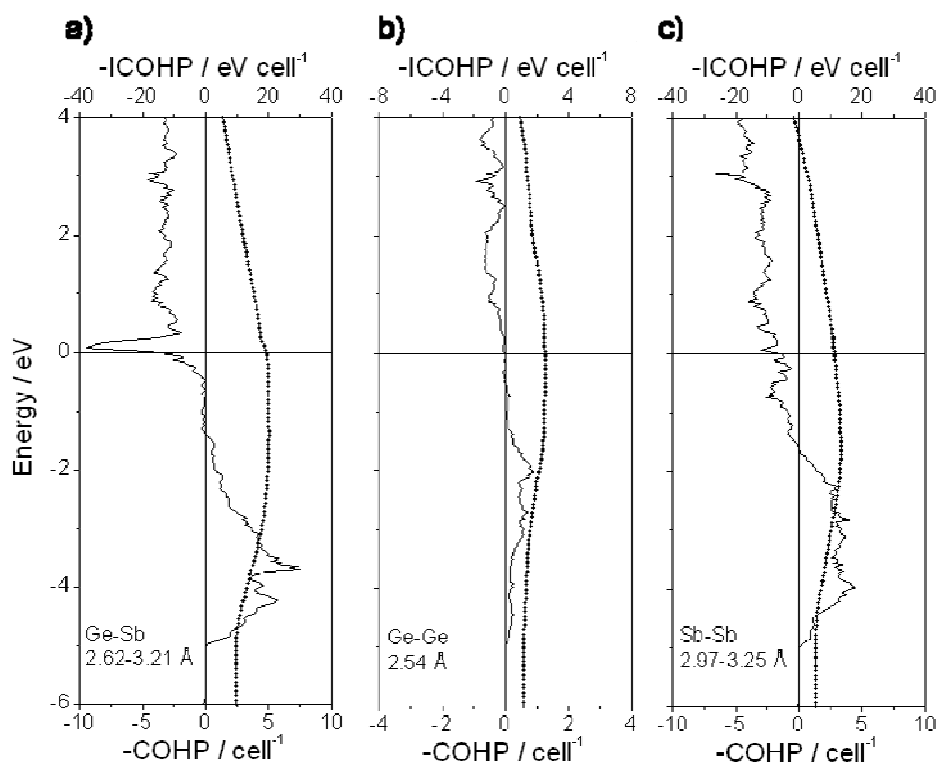 a)
-ICOHP / eV cell-1
-40 -20 0 20 40
4
2
0
-2
-4
-6
Energy / eV
Ge-Sb
2.62-3.21 Å
-10 -5 0 5 10
-COHP / cell-1
b)
-ICOHP / eV cell-1
-8 -4 0 4 8
Ge-Ge
2.54 Å
-4 -2 0 2 4
-COHP / cell-1
c)
-ICOHP / eV cell-1
-40 -20 0 20 40
Sb-Sb
2.97-3.25 Å
-10 -5 0 5 10
-COHP / cell-1